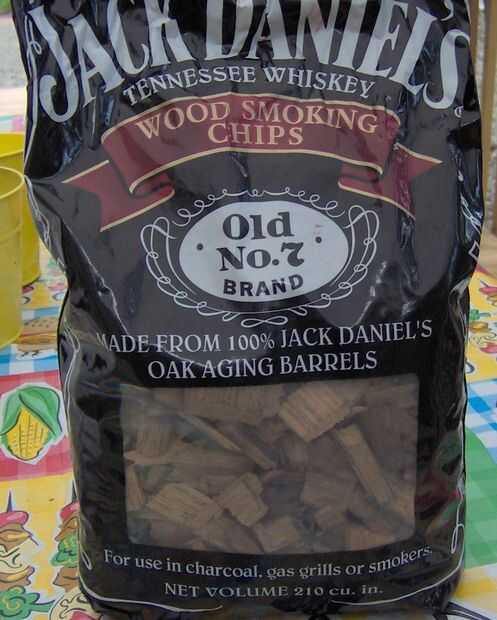 JACK DANIEL'S
TENNESSEE WHISKEY
WOOD SMOKING
CHIPS
Old
No.7
BRAND
MADE FROM 100% JACK DANIEL'S
OAK AGING BARRELS
For use in charcoal, gas grills or smokers.
NET VOLUME 210 cu. in.